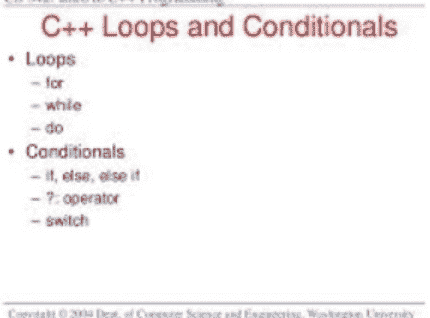 C++ Loops and Conditionals
• Loops
– for
– while
– do
• Conditionals
– if, else, else if
– ?: operator
– switch
Copyright © 2004 Dept. of Computer Science and Engineering, Washington University